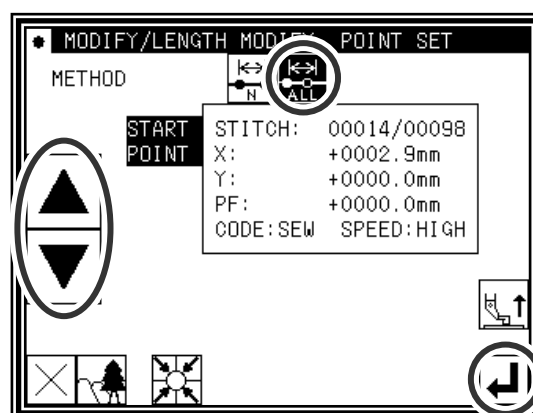 MODIFY/LENGTH MODIFY POINT SET
METHOD
N
ALL
START
POINT
STITCH: 00014/00098
X: +0002.9mm
Y: +0000.0mm
PF: +0000.0mm
CODE:SEW SPEED:HIGH